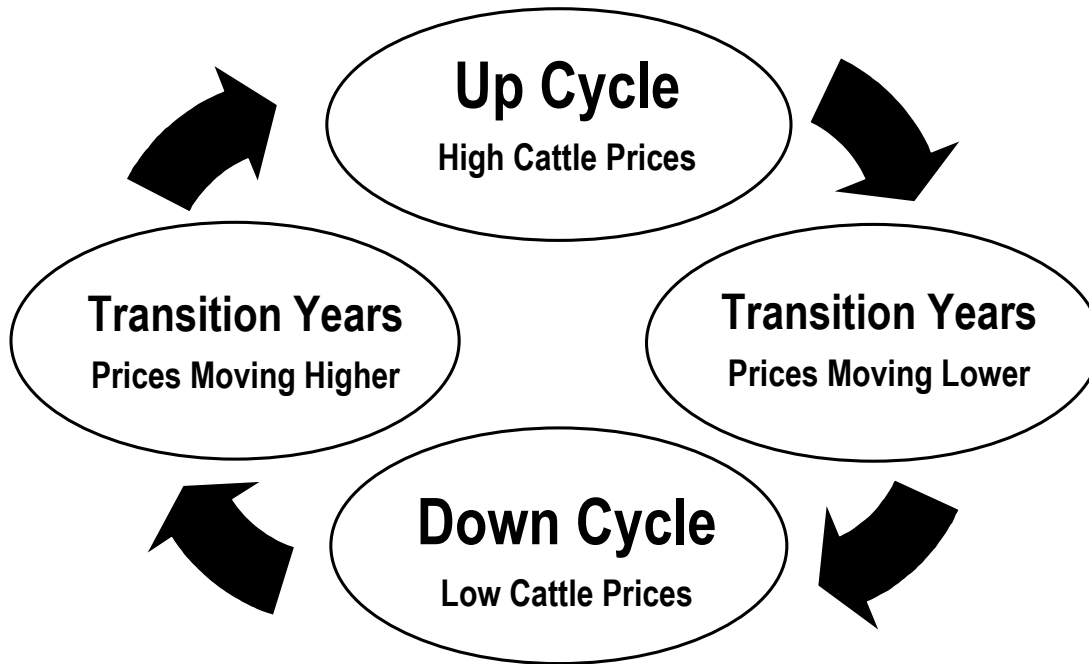 Up Cycle
High Cattle Prices
Transition Years
Prices Moving Higher
Transition Years
Prices Moving Lower
Down Cycle
Low Cattle Prices